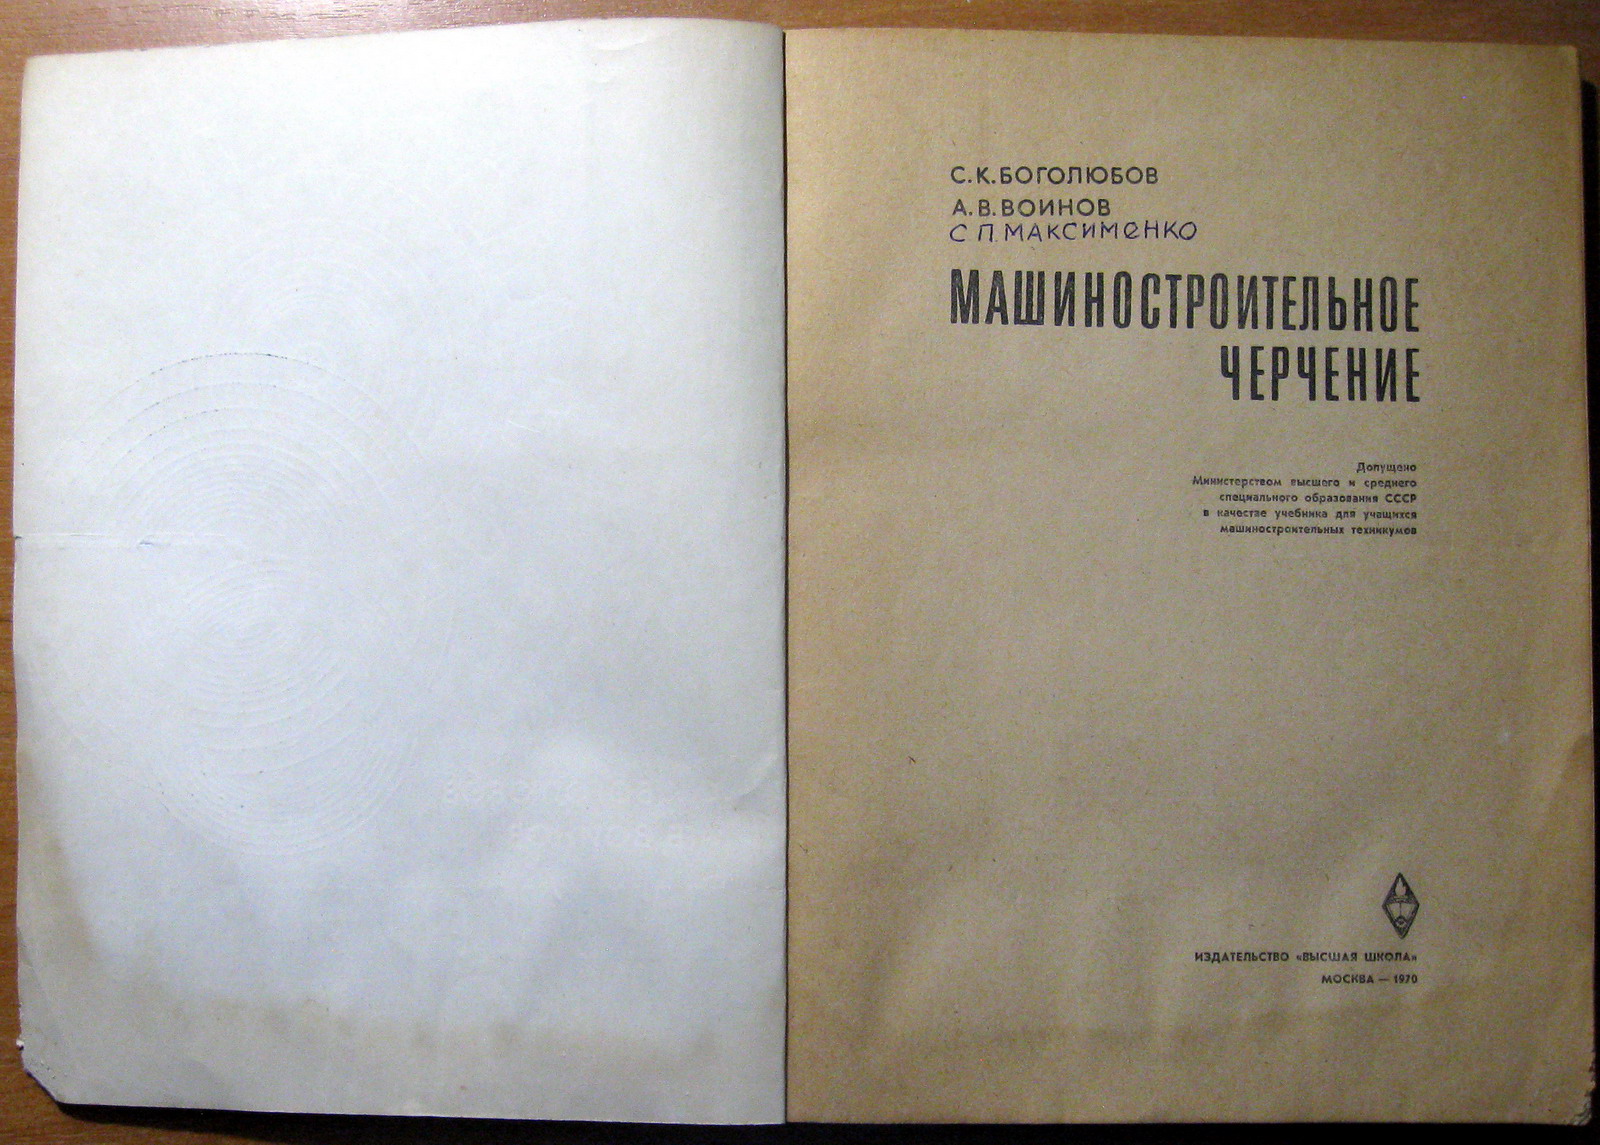 С.К.БОГОЛЮБОВ
А.В.ВОИНОВ
С П. МАКСИМЕНКО
МАШИНОСТРОИТЕЛЬНОЕ
ЧЕРЧЕНИЕ
Допущено
Министерством высшего и среднего
специального образования СССР
в качестве учебника для учащихся
машиностроительных техникумов
ИЗДАТЕЛЬСТВО «ВЫСШАЯ ШКОЛА»
МОСКВА — 1970